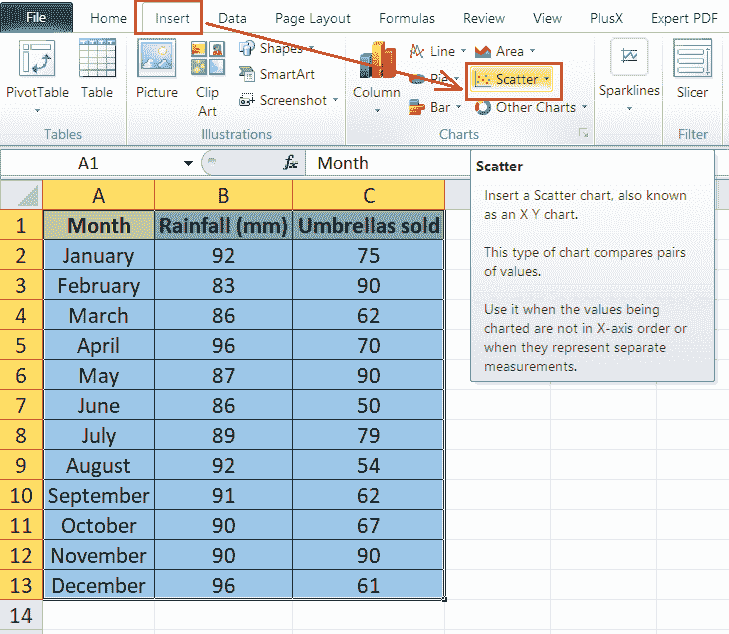 File Home Insert Data Page Layout Formulas Review View PlusX Expert PDF
PivotTable Table Picture Clip Art Shapes SmartArt Screenshot Column Line Pie Bar Area Scatter Other Charts Sparklines Slicer
Tables Illustrations Charts Filter
A1 fx Month
Scatter
Insert a Scatter chart, also known
as an X Y chart.
This type of chart compares pairs
of values.
Use it when the values being
charted are not in X-axis order or
when they represent separate
measurements.
A B C
1 Month Rainfall (mm) Umbrellas sold
2 January 92 75
3 February 83 90
4 March 86 62
5 April 96 70
6 May 87 90
7 June 86 50
8 July 89 79
9 August 92 54
10 September 91 62
11 October 90 67
12 November 90 90
13 December 96 61
14